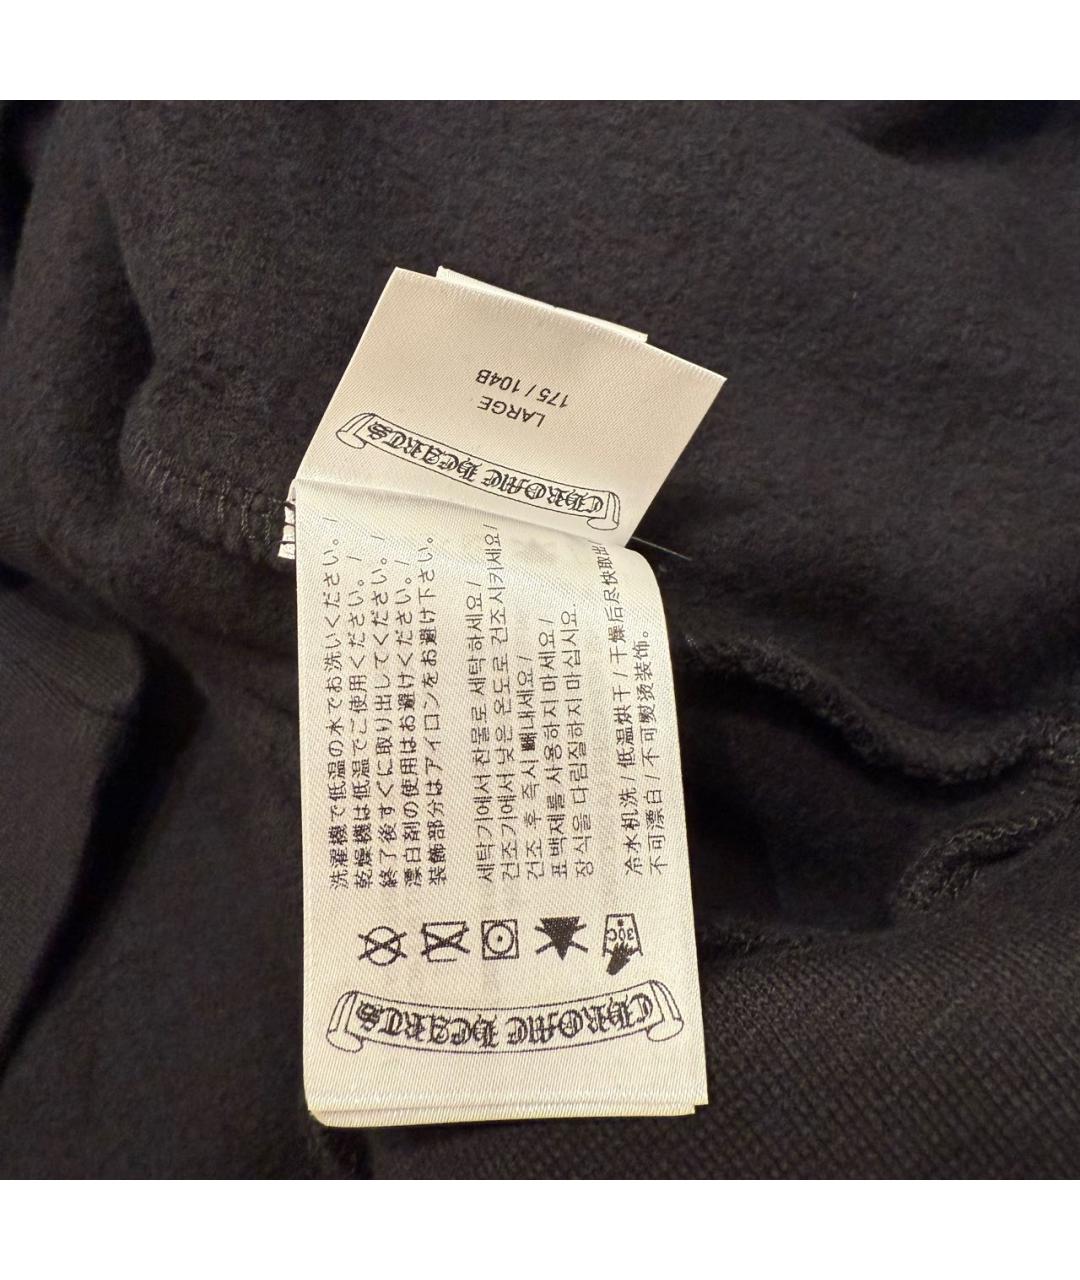 CHROME HEARTS
LARGE
175 / 104B
洗濯機で低温の水でお洗いください。/
乾燥機は低温でご使用ください。/
終了後すぐに取り出してください。/
漂白剤の使用はお避けください。/
装飾部分はアイロンをお避け下さい。
세탁기에서 찬물로 세탁하세요/
건조기에서 낮은 온도로 건조시키세요/
건조 후 즉시 빼내세요/
표백제를 사용하지 마세요/
장식을 다림질하지 마십시요.
冷水机洗 / 低温烘干 / 干燥后尽快取出/
不可漂白 / 不可熨烫装饰。
30C
CHROME HEARTS